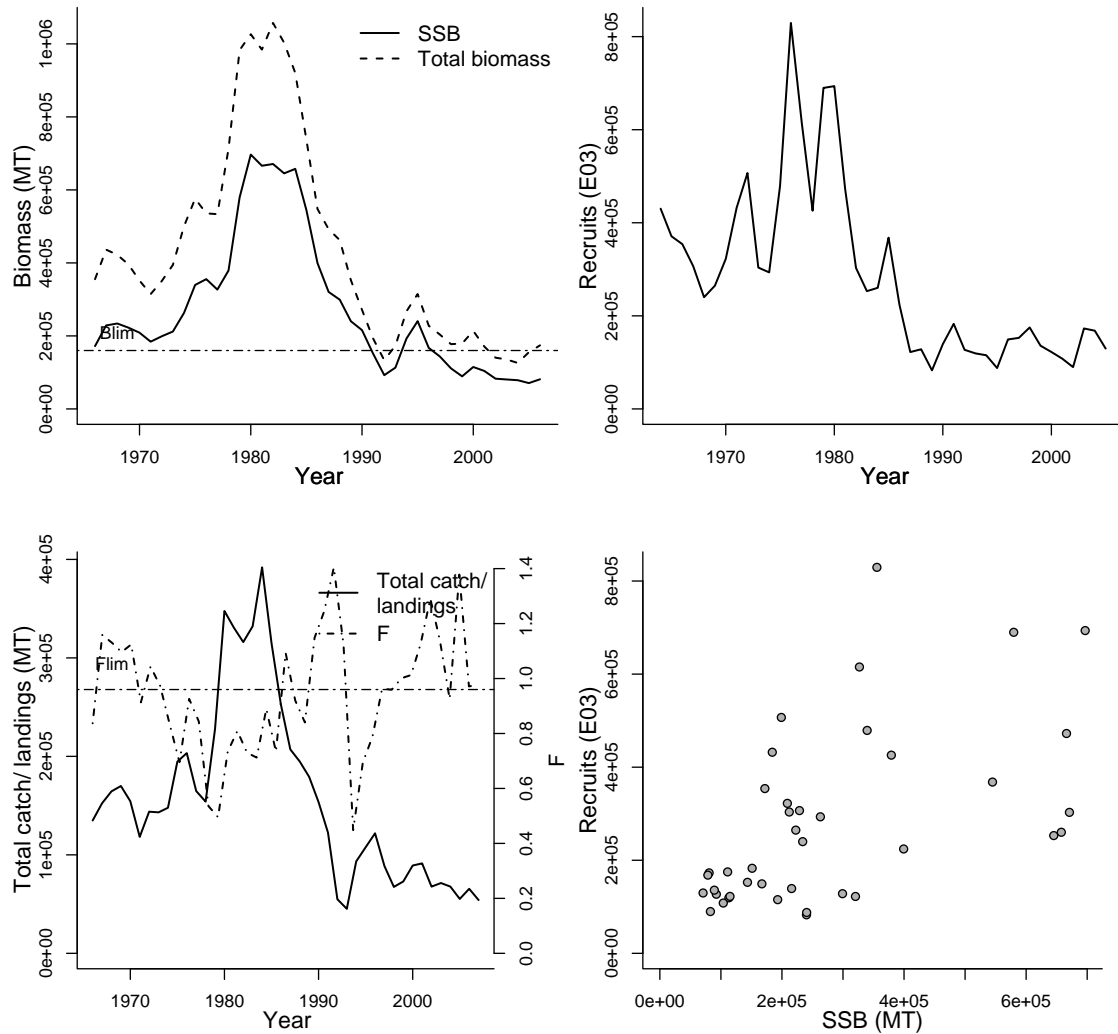 SSB
Total biomass
Biomass (MT)
0e+00
2e+05
4e+05
6e+05
8e+05
1e+06
Blim
1970
1980
1990
2000
Year
Recruits (E03)
0e+00
2e+05
4e+05
6e+05
8e+05
1970
1980
1990
2000
Year
Total catch/
landings
F
Total catch/ landings (MT)
0e+00
1e+05
2e+05
3e+05
4e+05
Flim
0.0
0.2
0.4
0.6
0.8
1.0
1.2
1.4
F
1970
1980
1990
2000
Year
Recruits (E03)
0e+00
2e+05
4e+05
6e+05
8e+05
0e+00
2e+05
4e+05
6e+05
SSB (MT)